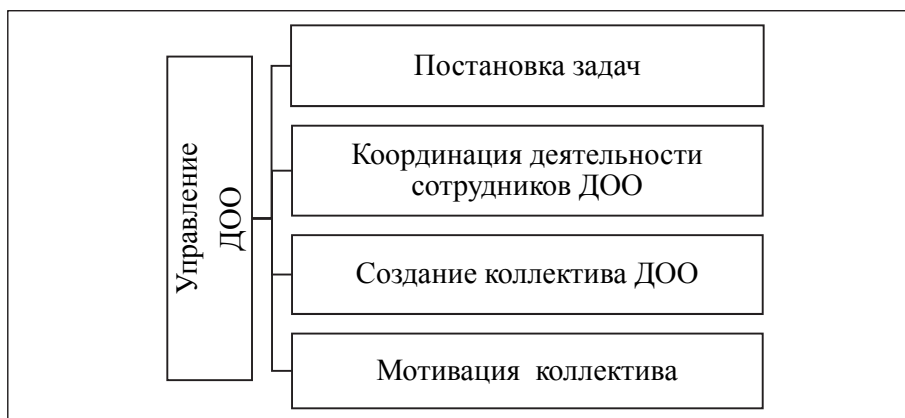 Управление
ДОО
Постановка задач
Координация деятельности
сотрудников ДОО
Создание коллектива ДОО
Мотивация коллектива